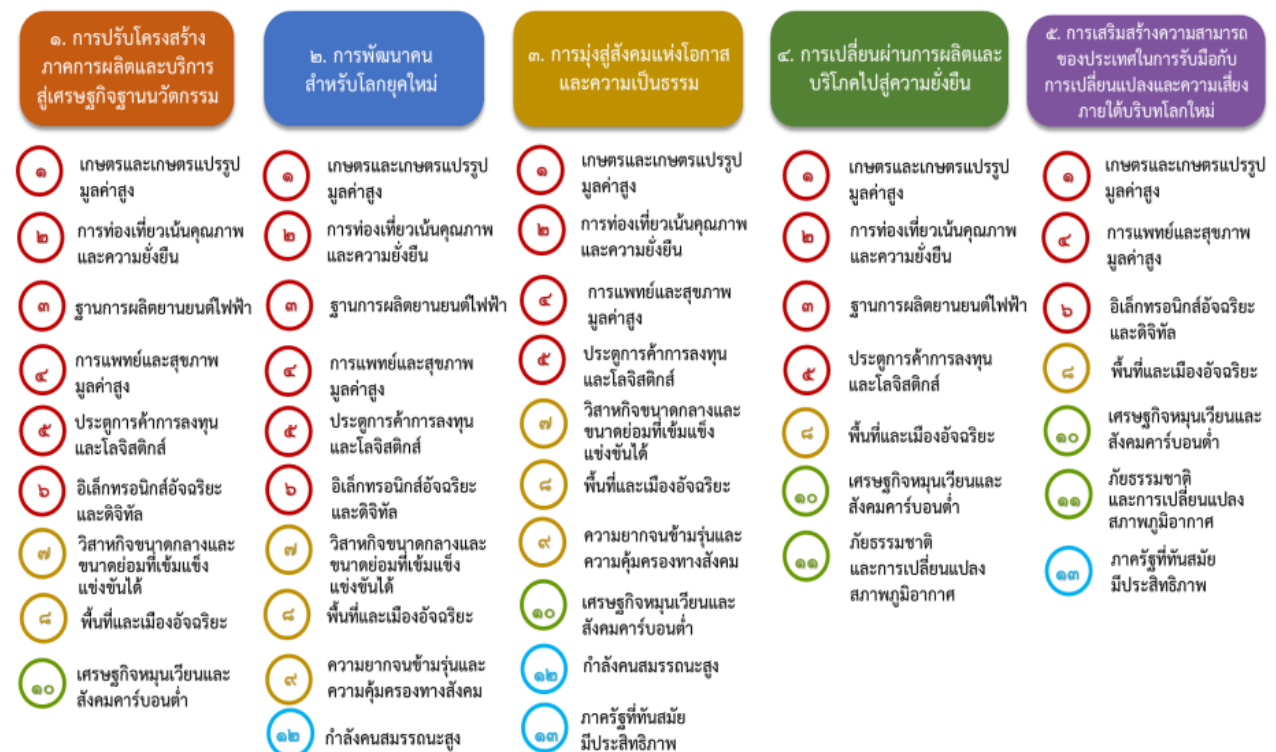 ๑. การปรับโครงสร้าง
ภาคการผลิตและบริการ
สู่เศรษฐกิจฐานนวัตกรรม
๑
เกษตรและเกษตรแปรรูป
มูลค่าสูง
๒
การท่องเที่ยวเน้นคุณภาพ
และความยั่งยืน
๓
ฐานการผลิตยานยนต์ไฟฟ้า
๔
การแพทย์และสุขภาพ
มูลค่าสูง
๕
ประตูการค้าการลงทุน
และโลจิสติกส์
๖
อิเล็กทรอนิกส์อัจฉริยะ
และดิจิทัล
๗
วิสาหกิจขนาดกลางและ
ขนาดย่อมที่เข้มแข็ง
แข่งขันได้
๘
พื้นที่และเมืองอัจฉริยะ
๑๐
เศรษฐกิจหมุนเวียนและ
สังคมคาร์บอนต่ำ
๒. การพัฒนาคน
สำหรับโลกยุคใหม่
๑
เกษตรและเกษตรแปรรูป
มูลค่าสูง
๒
การท่องเที่ยวเน้นคุณภาพ
และความยั่งยืน
๓
ฐานการผลิตยานยนต์ไฟฟ้า
๔
การแพทย์และสุขภาพ
มูลค่าสูง
๕
ประตูการค้าการลงทุน
และโลจิสติกส์
๖
อิเล็กทรอนิกส์อัจฉริยะ
และดิจิทัล
๗
วิสาหกิจขนาดกลางและ
ขนาดย่อมที่เข้มแข็ง
แข่งขันได้
๘
พื้นที่และเมืองอัจฉริยะ
๙
ความยากจนข้ามรุ่นและ
ความคุ้มครองทางสังคม
๑๒
กำลังคนสมรรถนะสูง
๓. การมุ่งสู่สังคมแห่งโอกาส
และความเป็นธรรม
๑
เกษตรและเกษตรแปรรูป
มูลค่าสูง
๒
การท่องเที่ยวเน้นคุณภาพ
และความยั่งยืน
๔
การแพทย์และสุขภาพ
มูลค่าสูง
๕
ประตูการค้าการลงทุน
และโลจิสติกส์
๗
วิสาหกิจขนาดกลางและ
ขนาดย่อมที่เข้มแข็ง
แข่งขันได้
๘
พื้นที่และเมืองอัจฉริยะ
๙
ความยากจนข้ามรุ่นและ
ความคุ้มครองทางสังคม
๑๐
เศรษฐกิจหมุนเวียนและ
สังคมคาร์บอนต่ำ
๑๒
กำลังคนสมรรถนะสูง
๑๓
ภาครัฐที่ทันสมัย
มีประสิทธิภาพ
๔. การเปลี่ยนผ่านการผลิตและ
บริโภคไปสู่ความยั่งยืน
๑
เกษตรและเกษตรแปรรูป
มูลค่าสูง
๒
การท่องเที่ยวเน้นคุณภาพ
และความยั่งยืน
๓
ฐานการผลิตยานยนต์ไฟฟ้า
๕
ประตูการค้าการลงทุน
และโลจิสติกส์
๘
พื้นที่และเมืองอัจฉริยะ
๑๐
เศรษฐกิจหมุนเวียนและ
สังคมคาร์บอนต่ำ
๑๑
ภัยธรรมชาติ
และการเปลี่ยนแปลง
สภาพภูมิอากาศ
๕. การเสริมสร้างความสามารถ
ของประเทศในการรับมือกับ
การเปลี่ยนแปลงและความเสี่ยง
ภายใต้บริบทโลกใหม่
๑
เกษตรและเกษตรแปรรูป
มูลค่าสูง
๔
การแพทย์และสุขภาพ
มูลค่าสูง
๖
อิเล็กทรอนิกส์อัจฉริยะ
และดิจิทัล
๘
พื้นที่และเมืองอัจฉริยะ
๑๐
เศรษฐกิจหมุนเวียนและ
สังคมคาร์บอนต่ำ
๑๑
ภัยธรรมชาติ
และการเปลี่ยนแปลง
สภาพภูมิอากาศ
๑๓
ภาครัฐที่ทันสมัย
มีประสิทธิภาพ